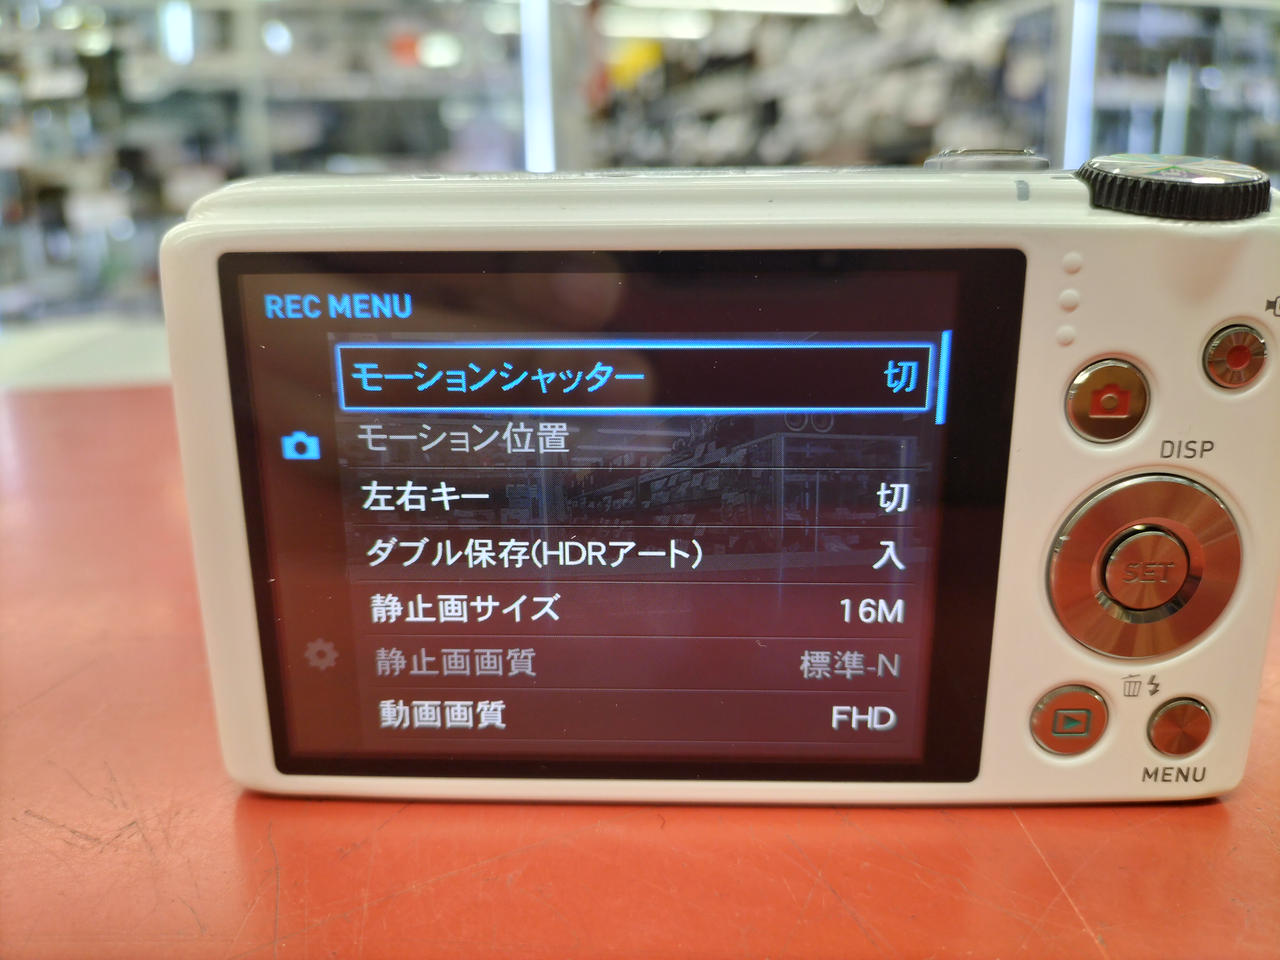 REC MENU
モーションシャッター 切
モーション位置
左右キー 切
ダブル保存(HDRアート) 入
静止画サイズ 16M
静止画画質 標準-N
動画画質 FHD
DISP
SET
MENU